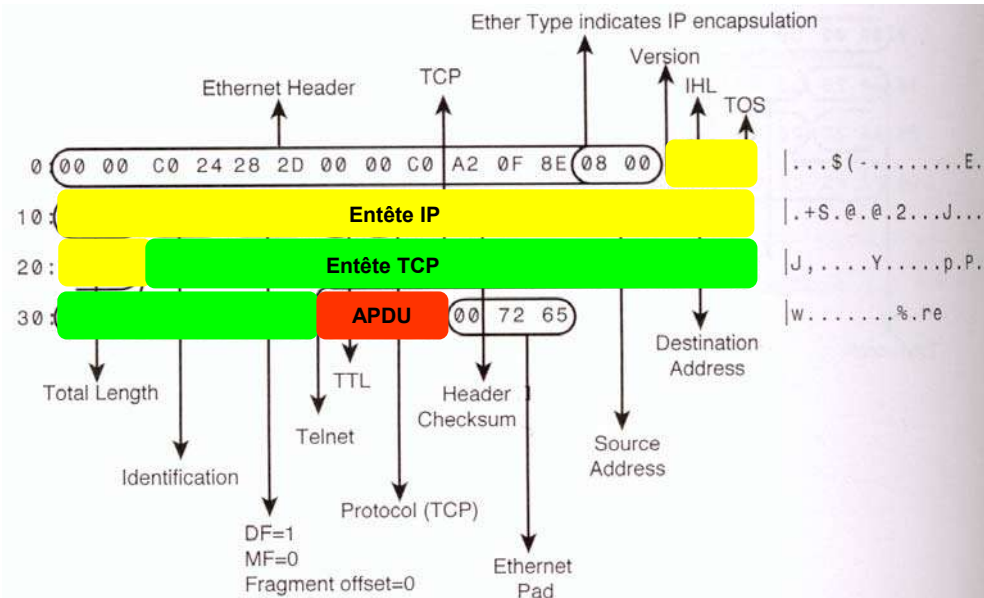 Ether Type indicates IP encapsulation
Version
TCP
IHL
Ethernet Header
TOS
0: 00 00 C0 24 28 2D 00 00 C0 A2 0F 8E 08 00 |...$(-........E.
10: Entête IP |.+S.@.@.2...J...
20: Entête TCP |J,....Y.....p.P.
30: APDU 00 72 65 |w.......%.re
Total Length
TTL
Header
Checksum
Destination
Address
Telnet
Source
Address
Identification
Protocol (TCP)
DF=1
MF=0
Fragment offset=0
Ethernet
Pad